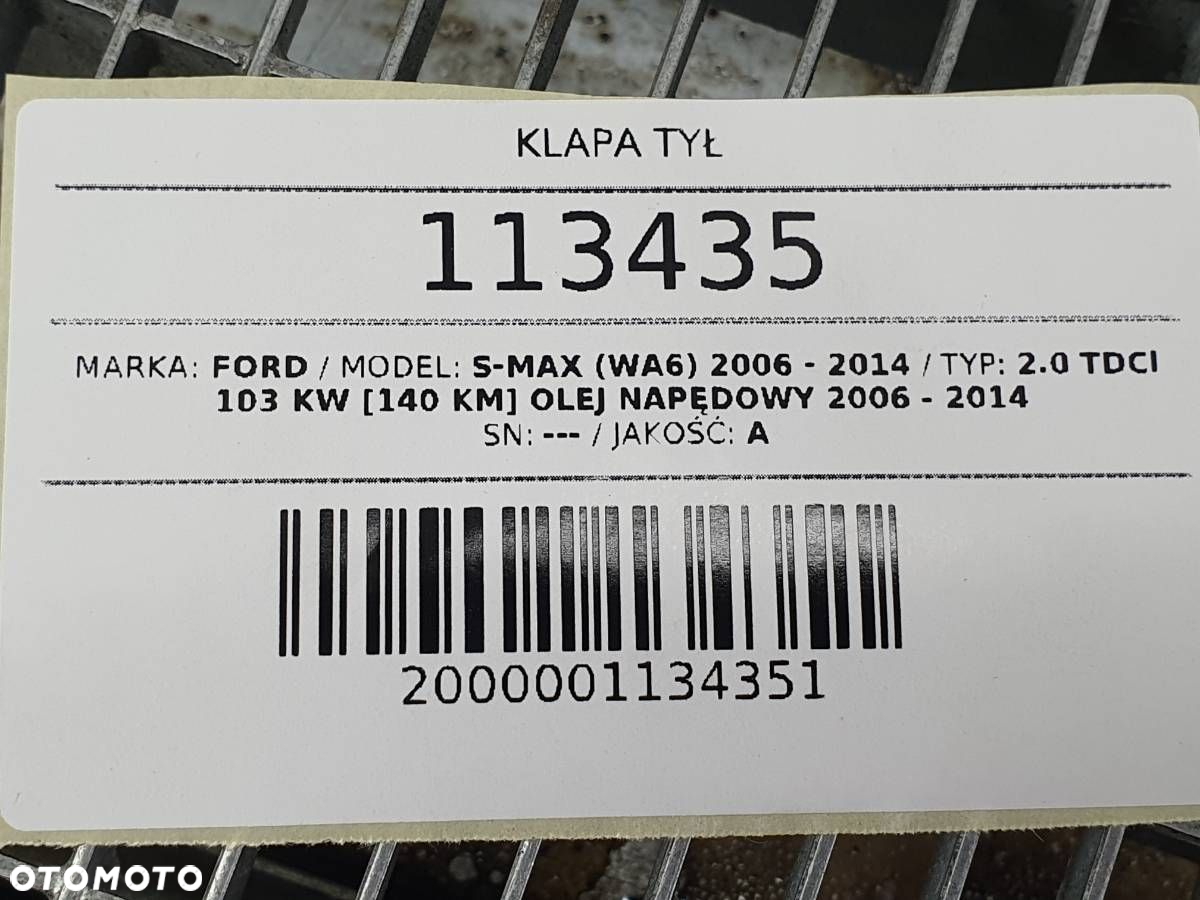 KLAPA TYŁ
113435
MARKA: FORD / MODEL: S-MAX (WA6) 2006 - 2014 / TYP: 2.0 TDCI
103 KW [140 KM] OLEJ NAPĘDOWY 2006 - 2014
SN: --- / JAKOŚĆ: A
2000001134351
OTOMOTO